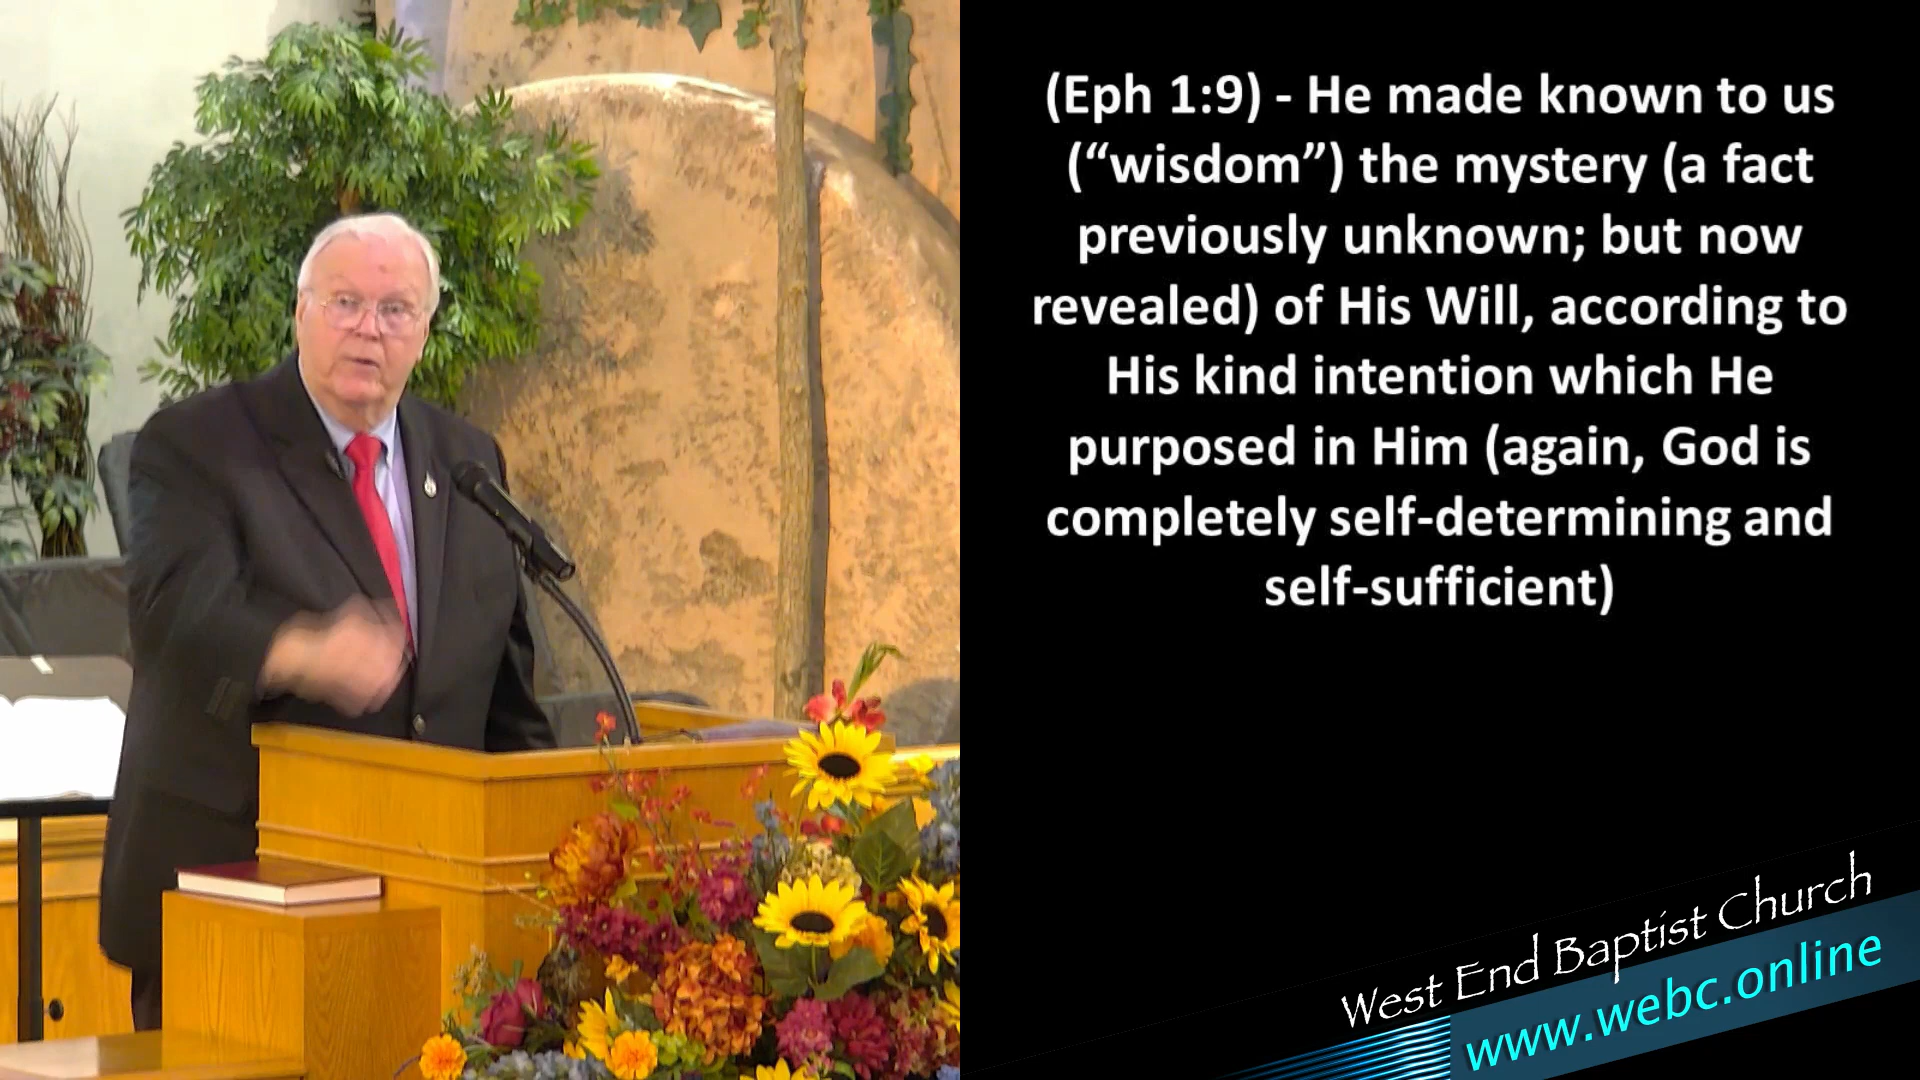 (Eph 1:9) - He made known to us
(“wisdom”) the mystery (a fact
previously unknown; but now
revealed) of His Will, according to
His kind intention which He
purposed in Him (again, God is
completely self-determining and
self-sufficient)
West End Baptist Church
www.webc.online